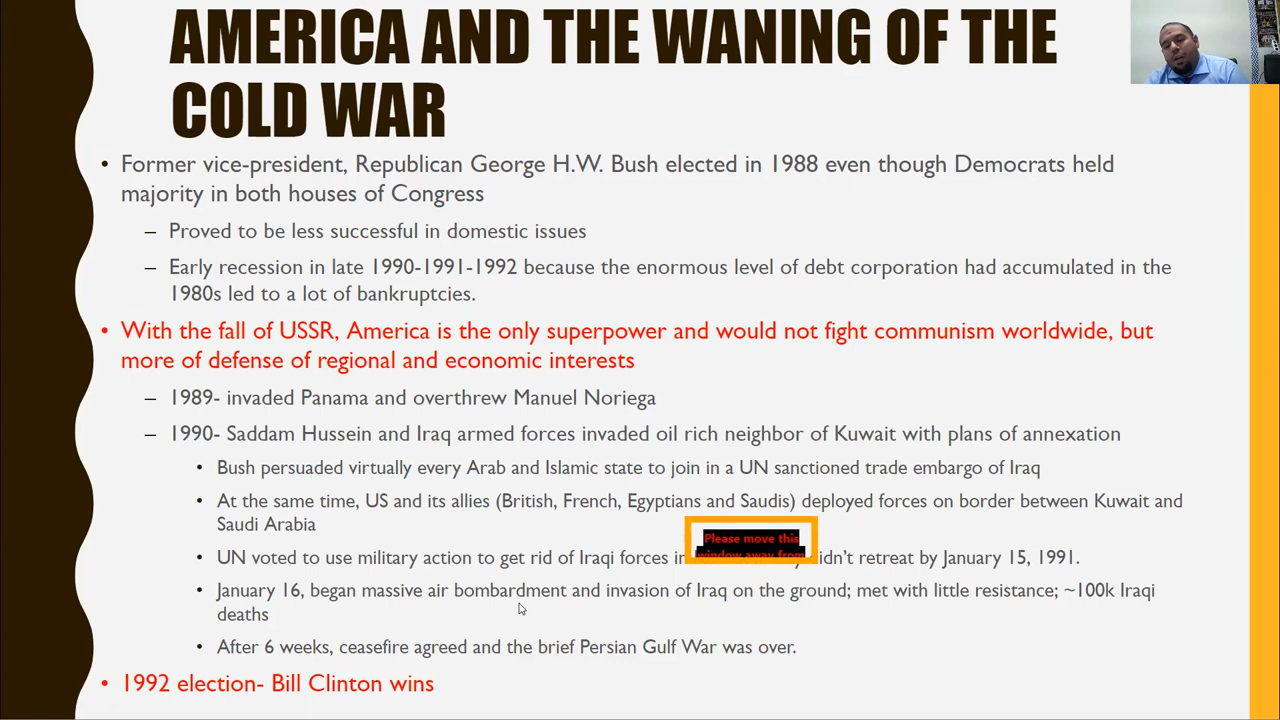 AMERICA AND THE WANING OF THE
COLD WAR
• Former vice-president, Republican George H.W. Bush elected in 1988 even though Democrats held
majority in both houses of Congress
– Proved to be less successful in domestic issues
– Early recession in late 1990-1991-1992 because the enormous level of debt corporation had accumulated in the
1980s led to a lot of bankruptcies.
• With the fall of USSR, America is the only superpower and would not fight communism worldwide, but
more of defense of regional and economic interests
– 1989- invaded Panama and overthrew Manuel Noriega
– 1990- Saddam Hussein and Iraq armed forces invaded oil rich neighbor of Kuwait with plans of annexation
• Bush persuaded virtually every Arab and Islamic state to join in a UN sanctioned trade embargo of Iraq
• At the same time, US and its allies (British, French, Egyptians and Saudis) deployed forces on border between Kuwait and
Saudi Arabia
Please move this
window away from
• UN voted to use military action to get rid of Iraqi forces in retreat by January 15, 1991.
• January 16, began massive air bombardment and invasion of Iraq on the ground; met with little resistance; ~100k Iraqi
deaths
• After 6 weeks, ceasefire agreed and the brief Persian Gulf War was over.
• 1992 election- Bill Clinton wins